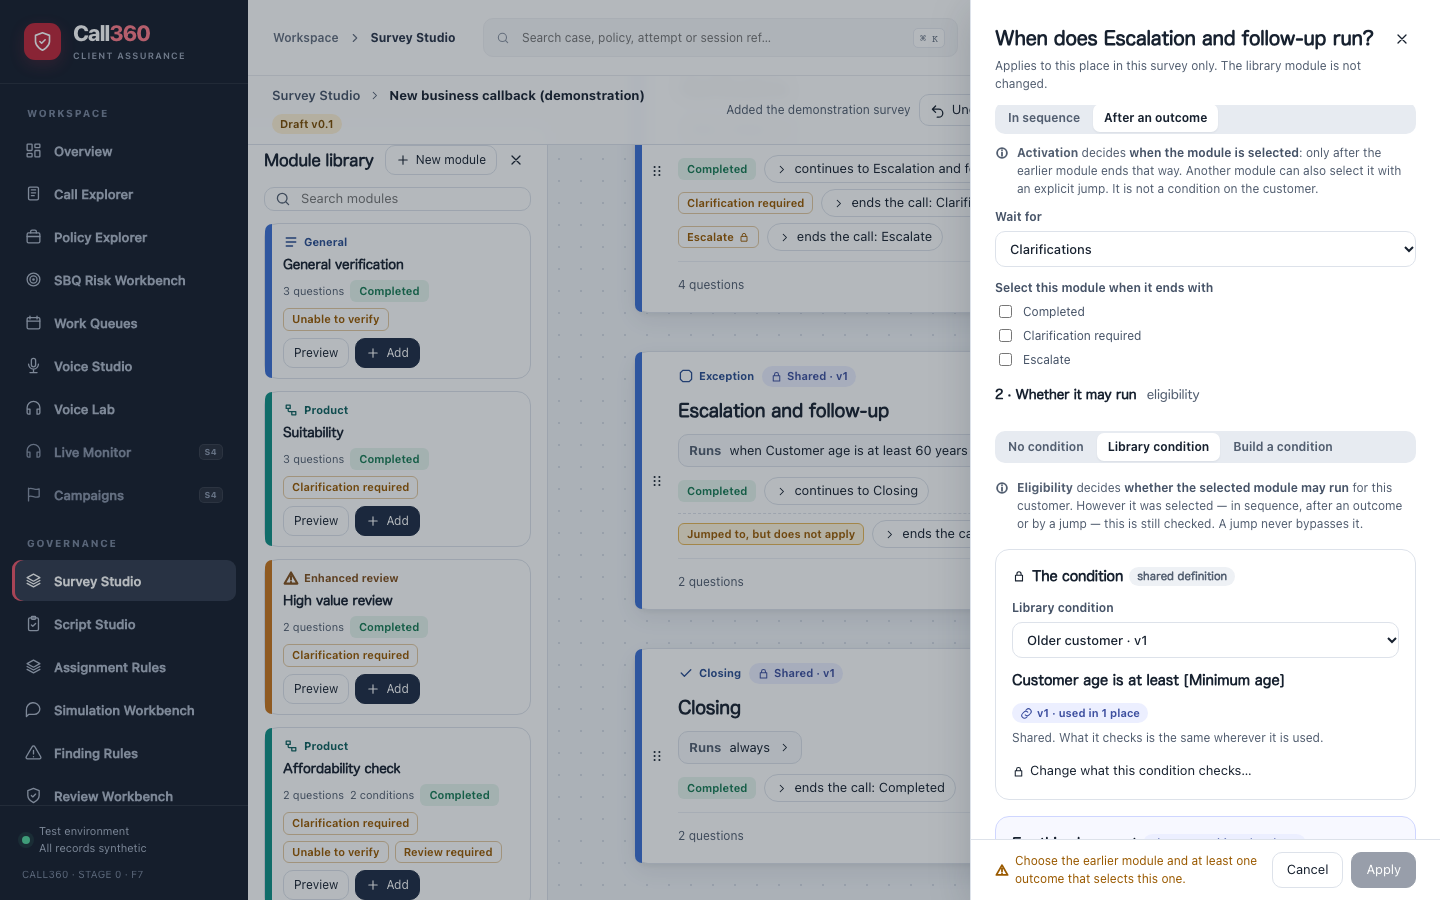 Call360
CLIENT ASSURANCE
WORKSPACE
Overview
Call Explorer
Policy Explorer
SBQ Risk Workbench
Work Queues
Voice Studio
Voice Lab
Live Monitor S4
Campaigns S4
GOVERNANCE
Survey Studio
Script Studio
Assignment Rules
Simulation Workbench
Finding Rules
Review Workbench
Test environment
All records synthetic
CALL360 · STAGE 0 · F7
Workspace > Survey Studio
Search case, policy, attempt or session ref...
⌘ K
Survey Studio > New business callback (demonstration)
Draft v0.1
Added the demonstration survey
Module library
New module
Search modules
General
General verification
3 questions Completed
Unable to verify
Preview
Add
Product
Suitability
3 questions Completed
Clarification required
Preview
Add
Enhanced review
High value review
2 questions Completed
Clarification required
Preview
Add
Product
Affordability check
2 questions 2 conditions Completed
Clarification required
Unable to verify Review required
Preview
Add
Completed continues to Escalation and
Clarification required ends the call:
Escalate ends the call: Escalate
4 questions
Exception Shared · v1
Escalation and follow-up
Runs when Customer age is at least 60 years
Completed continues to Closing
Jumped to, but does not apply ends the
2 questions
Closing Shared · v1
Closing
Runs always
Completed ends the call: Completed
2 questions
When does Escalation and follow-up run?
Applies to this place in this survey only. The library module is not
changed.
In sequence After an outcome
Activation decides when the module is selected: only after the
earlier module ends that way. Another module can also select it with
an explicit jump. It is not a condition on the customer.
Wait for
Clarifications
Select this module when it ends with
Completed
Clarification required
Escalate
2 · Whether it may run eligibility
No condition Library condition Build a condition
Eligibility decides whether the selected module may run for this
customer. However it was selected — in sequence, after an outcome
or by a jump — this is still checked. A jump never bypasses it.
The condition shared definition
Library condition
Older customer · v1
Customer age is at least [Minimum age]
v1 · used in 1 place
Shared. What it checks is the same wherever it is used.
Change what this condition checks...
Choose the earlier module and at least one
outcome that selects this one.
Cancel
Apply